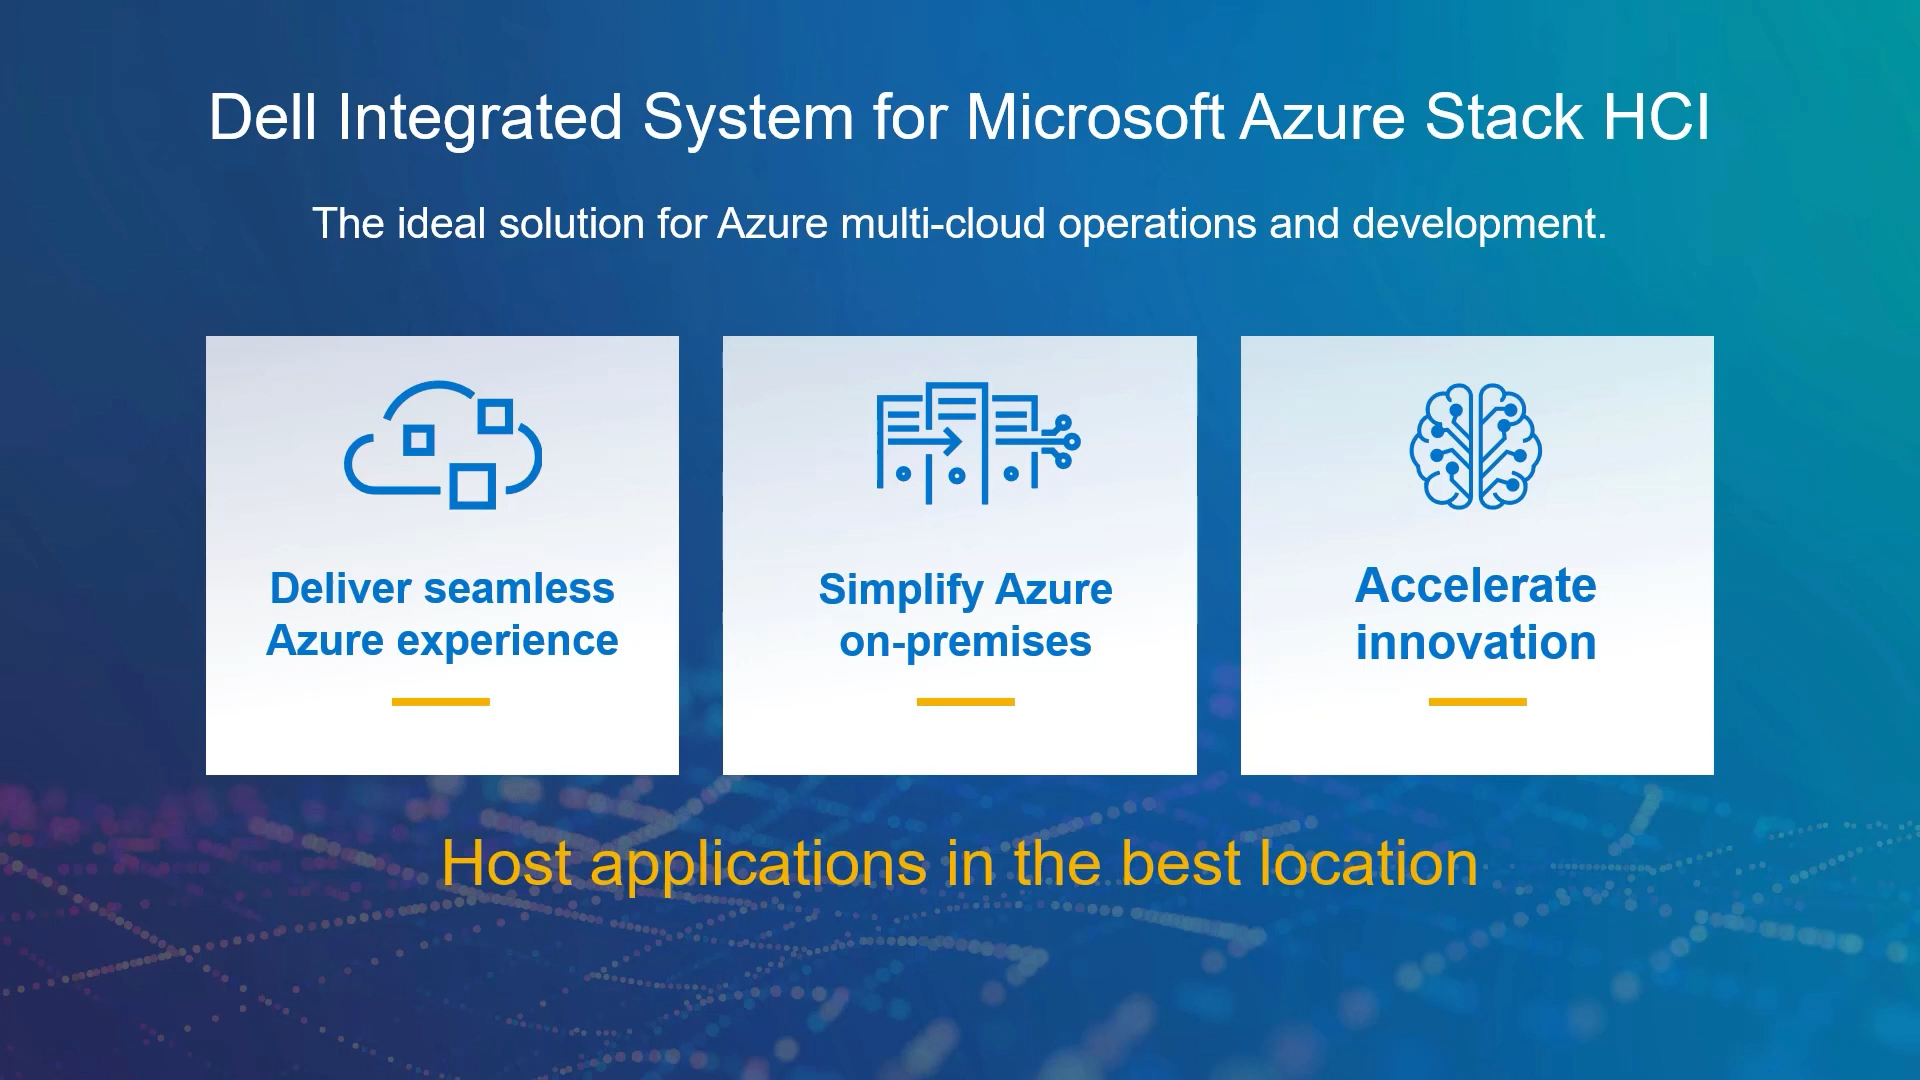 Dell Integrated System for Microsoft Azure Stack HCI
The ideal solution for Azure multi-cloud operations and development.
Deliver seamless
Azure experience
Simplify Azure
on-premises
Accelerate
innovation
Host applications in the best location